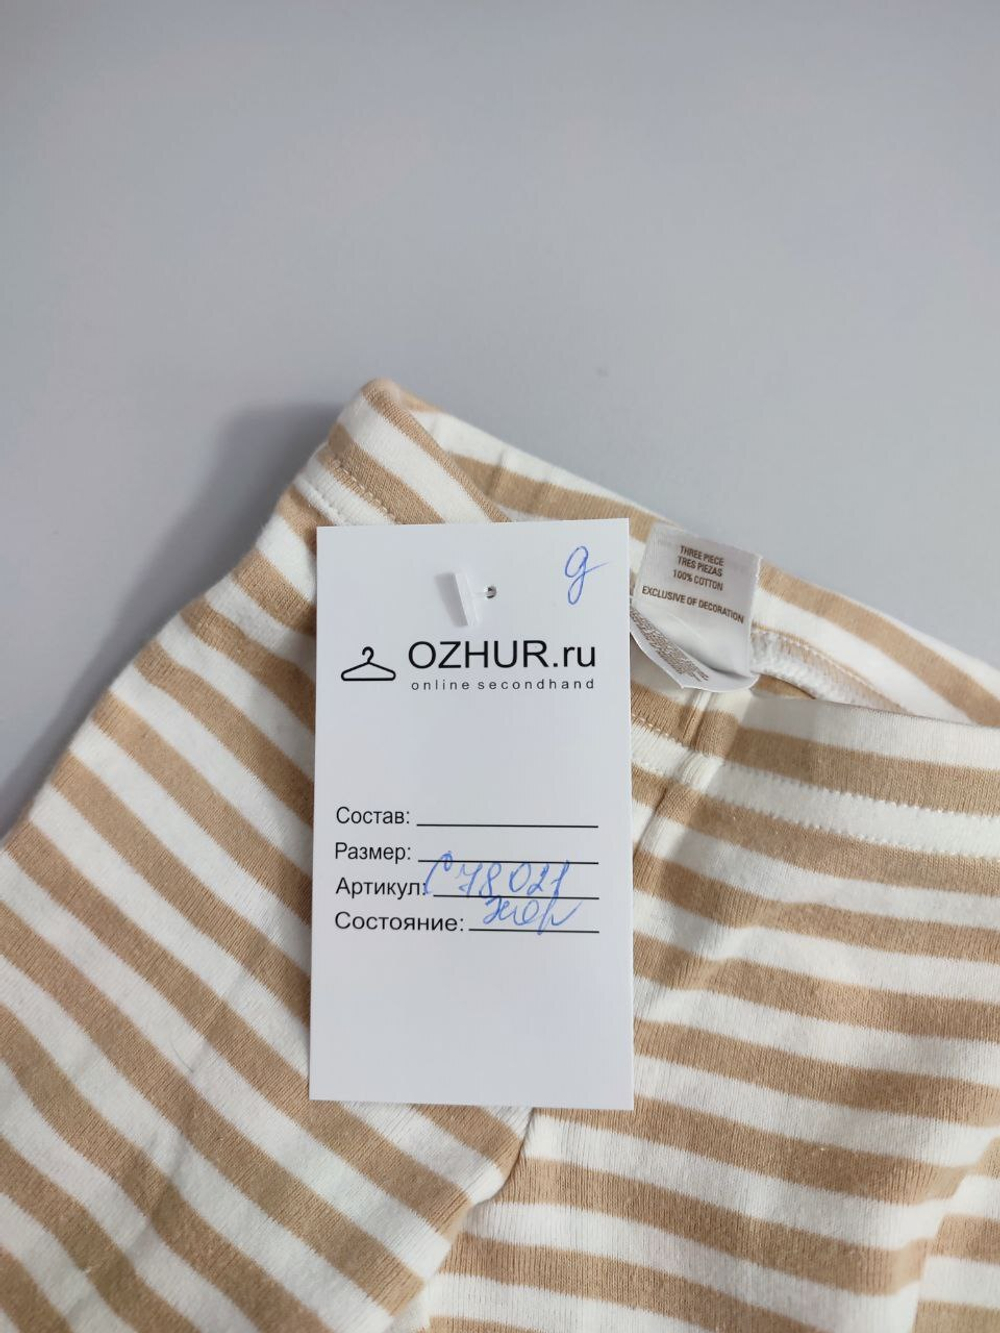 g
OZHUR.ru
online secondhand
Состав:
Размер:
Артикул: С78021
Состояние: хор
THREE PIECE
TRES PIEZAS
100% COTTON
EXCLUSIVE OF DECORATION